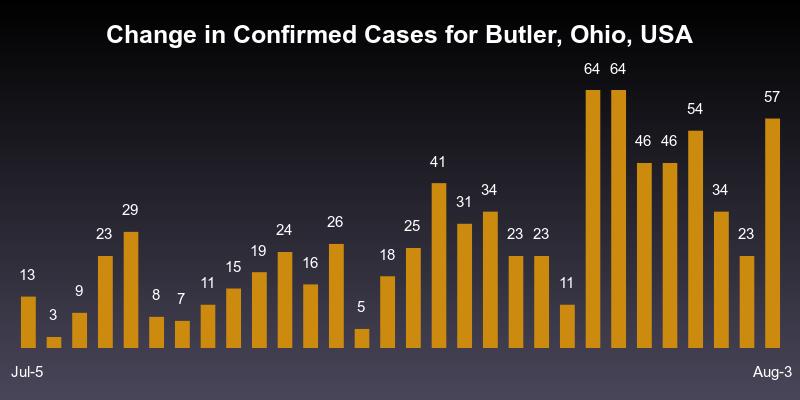 Change in Confirmed Cases for Butler, Ohio, USA
13 3 9 23 29 8 7 11 15 19 24 16 26 5 18 25 41 31 34 23 23 11 64 64 46 46 54 34 23 57
Jul-5 Aug-3